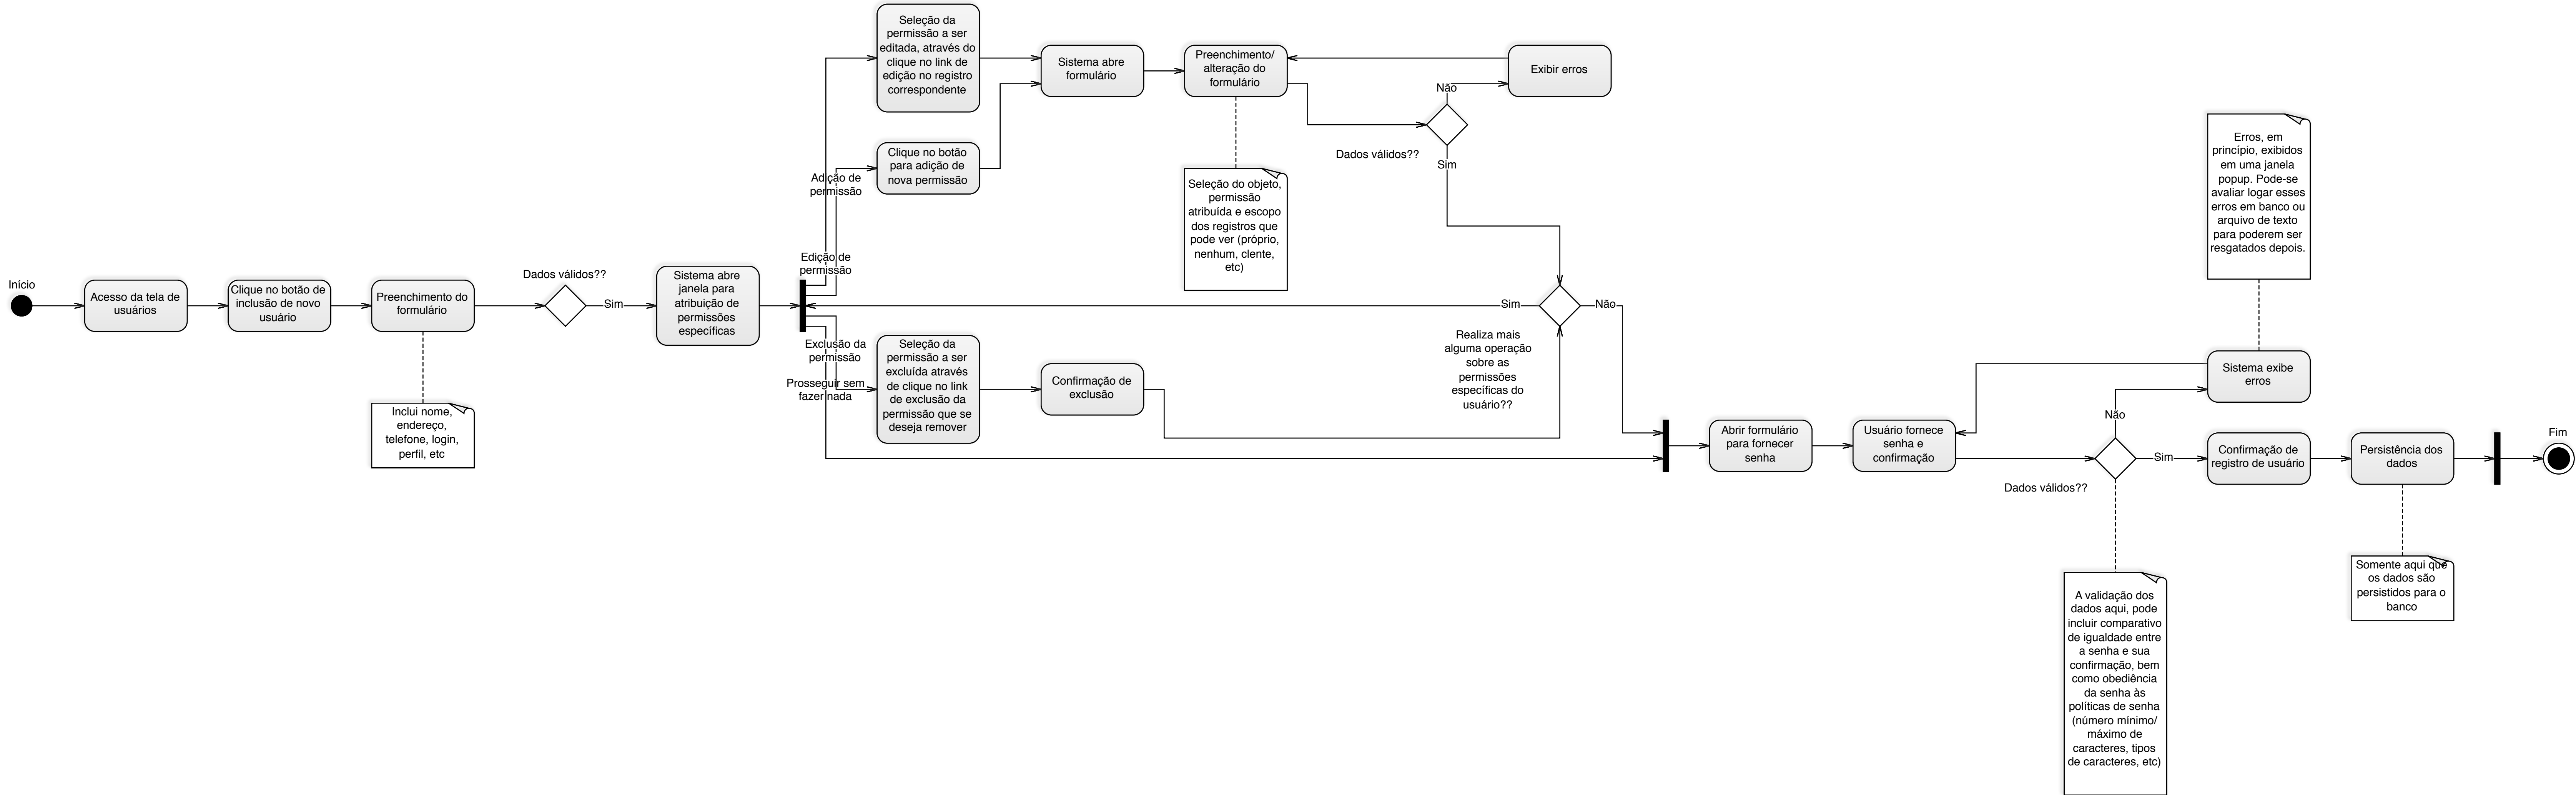 Início
Acesso da tela de
usuários
Clique no botão de
inclusão de novo
usuário
Preenchimento do
formulário
Inclui nome,
endereço,
telefone, login,
perfil, etc
Dados válidos??
Sim
Sistema abre
janela para
atribuição de
permissões
específicas
Edição de
permissão
Adição de
permissão
Exclusão da
permissão
Prosseguir sem
fazer nada
Seleção da
permissão a ser
editada, através do
clique no link de
edição no registro
correspondente
Clique no botão
para adição de
nova permissão
Sistema abre
formulário
Preenchimento/
alteração do
formulário
Seleção do objeto,
permissão
atribuída e escopo
dos registros que
pode ver (próprio,
nenhum, clente,
etc)
Dados válidos??
Não
Sim
Exibir erros
Seleção da
permissão a ser
excluída através
de clique no link
de exclusão da
permissão que se
deseja remover
Confirmação de
exclusão
Sim
Não
Realiza mais
alguma operação
sobre as
permissões
específicas do
usuário??
Abrir formulário
para fornecer
senha
Usuário fornece
senha e
confirmação
Dados válidos??
Não
Sim
A validação dos
dados aqui, pode
incluir comparativo
de igualdade entre
a senha e sua
confirmação, bem
como obediência
da senha às
políticas de senha
(número mínimo/
máximo de
caracteres, tipos
de caracteres, etc)
Erros, em
princípio, exibidos
em uma janela
popup. Pode-se
avaliar logar esses
erros em banco ou
arquivo de texto
para poderem ser
resgatados depois.
Sistema exibe
erros
Confirmação de
registro de usuário
Persistência dos
dados
Somente aqui que
os dados são
persistidos para o
banco
Fim